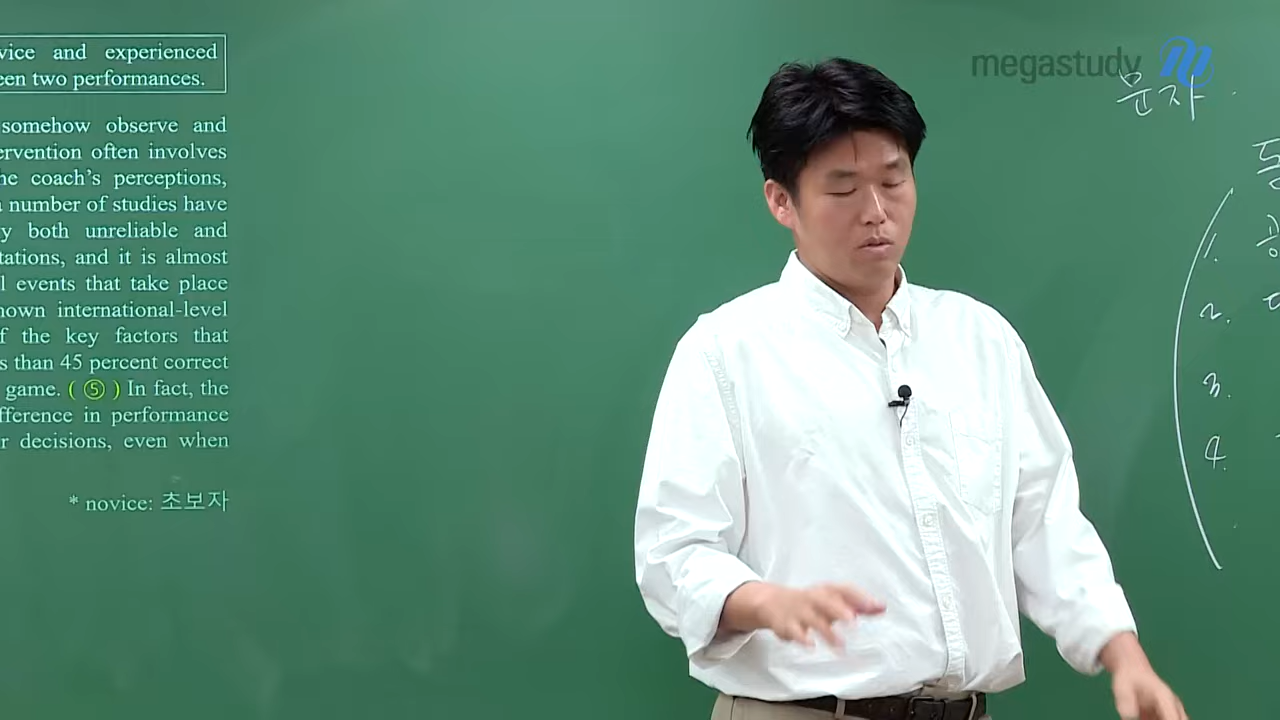 vice and experienced
een two performances.
somehow observe and
ervention often involves
he coach's perceptions,
a number of studies have
y both unreliable and
tations, and it is almost
l events that take place
nown international-level
f the key factors that
s than 45 percent correct
game. ( ⑤ ) In fact, the
fference in performance
r decisions, even when
* novice: 초보자
megastudy
문자
1.
2.
3.
4.